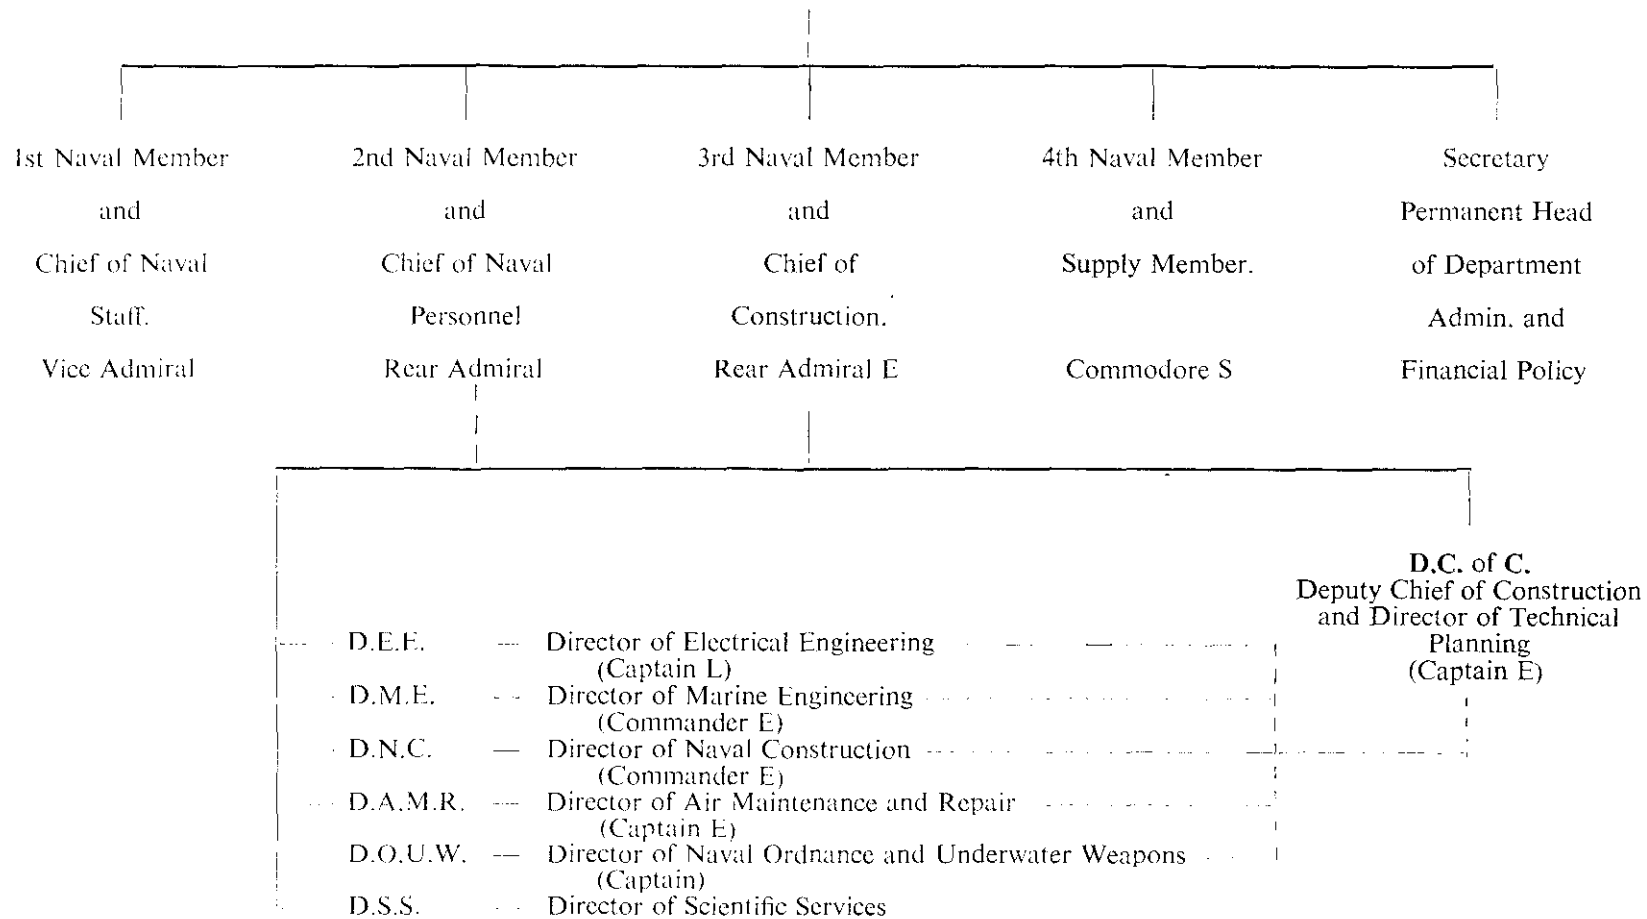 1st Naval Member
and
Chief of Naval
Staff.
Vice Admiral
2nd Naval Member
and
Chief of Naval
Personnel
Rear Admiral
3rd Naval Member
and
Chief of
Construction.
Rear Admiral E
4th Naval Member
and
Supply Member.
Commodore S
Secretary
Permanent Head
of Department
Admin. and
Financial Policy
D.C. of C.
Deputy Chief of Construction
and Director of Technical
Planning
(Captain E)
D.E.E. — Director of Electrical Engineering
(Captain L)
D.M.E. — Director of Marine Engineering
(Commander E)
D.N.C. — Director of Naval Construction
(Commander E)
D.A.M.R. — Director of Air Maintenance and Repair
(Captain E)
D.O.U.W. — Director of Naval Ordnance and Underwater Weapons
(Captain)
D.S.S. — Director of Scientific Services